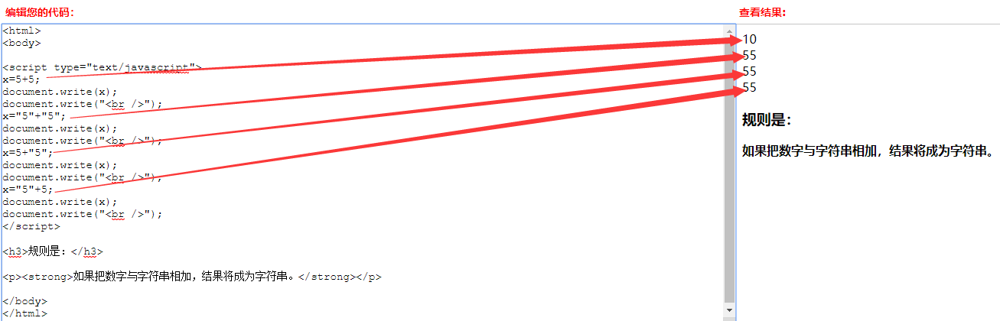 编辑您的代码：
查看结果:
<html>
<body>
<script type="text/javascript">
x=5+5;
document.write(x);
document.write("<br />");
x="5"+"5";
document.write(x);
document.write("<br />");
x=5+"5";
document.write(x);
document.write("<br />");
x="5"+5;
document.write(x);
document.write("<br />");
</script>
<h3>规则是：</h3>
<p><strong>如果把数字与字符串相加，结果将成为字符串。</strong></p>
</body>
</html>
10
55
55
55
规则是：
如果把数字与字符串相加，结果将成为字符串。